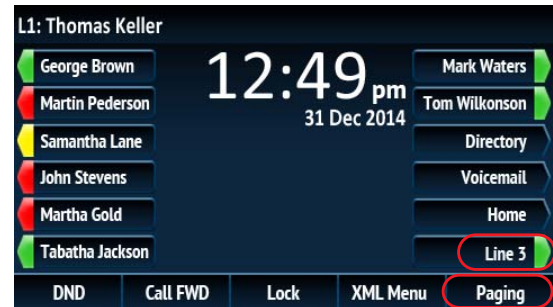 L1: Thomas Keller
George Brown
Martin Pederson
Samantha Lane
John Stevens
Martha Gold
Tabatha Jackson
12:49 pm
31 Dec 2014
Mark Waters
Tom Wilkonson
Directory
Voicemail
Home
Line 3
DND Call FWD Lock XML Menu Paging